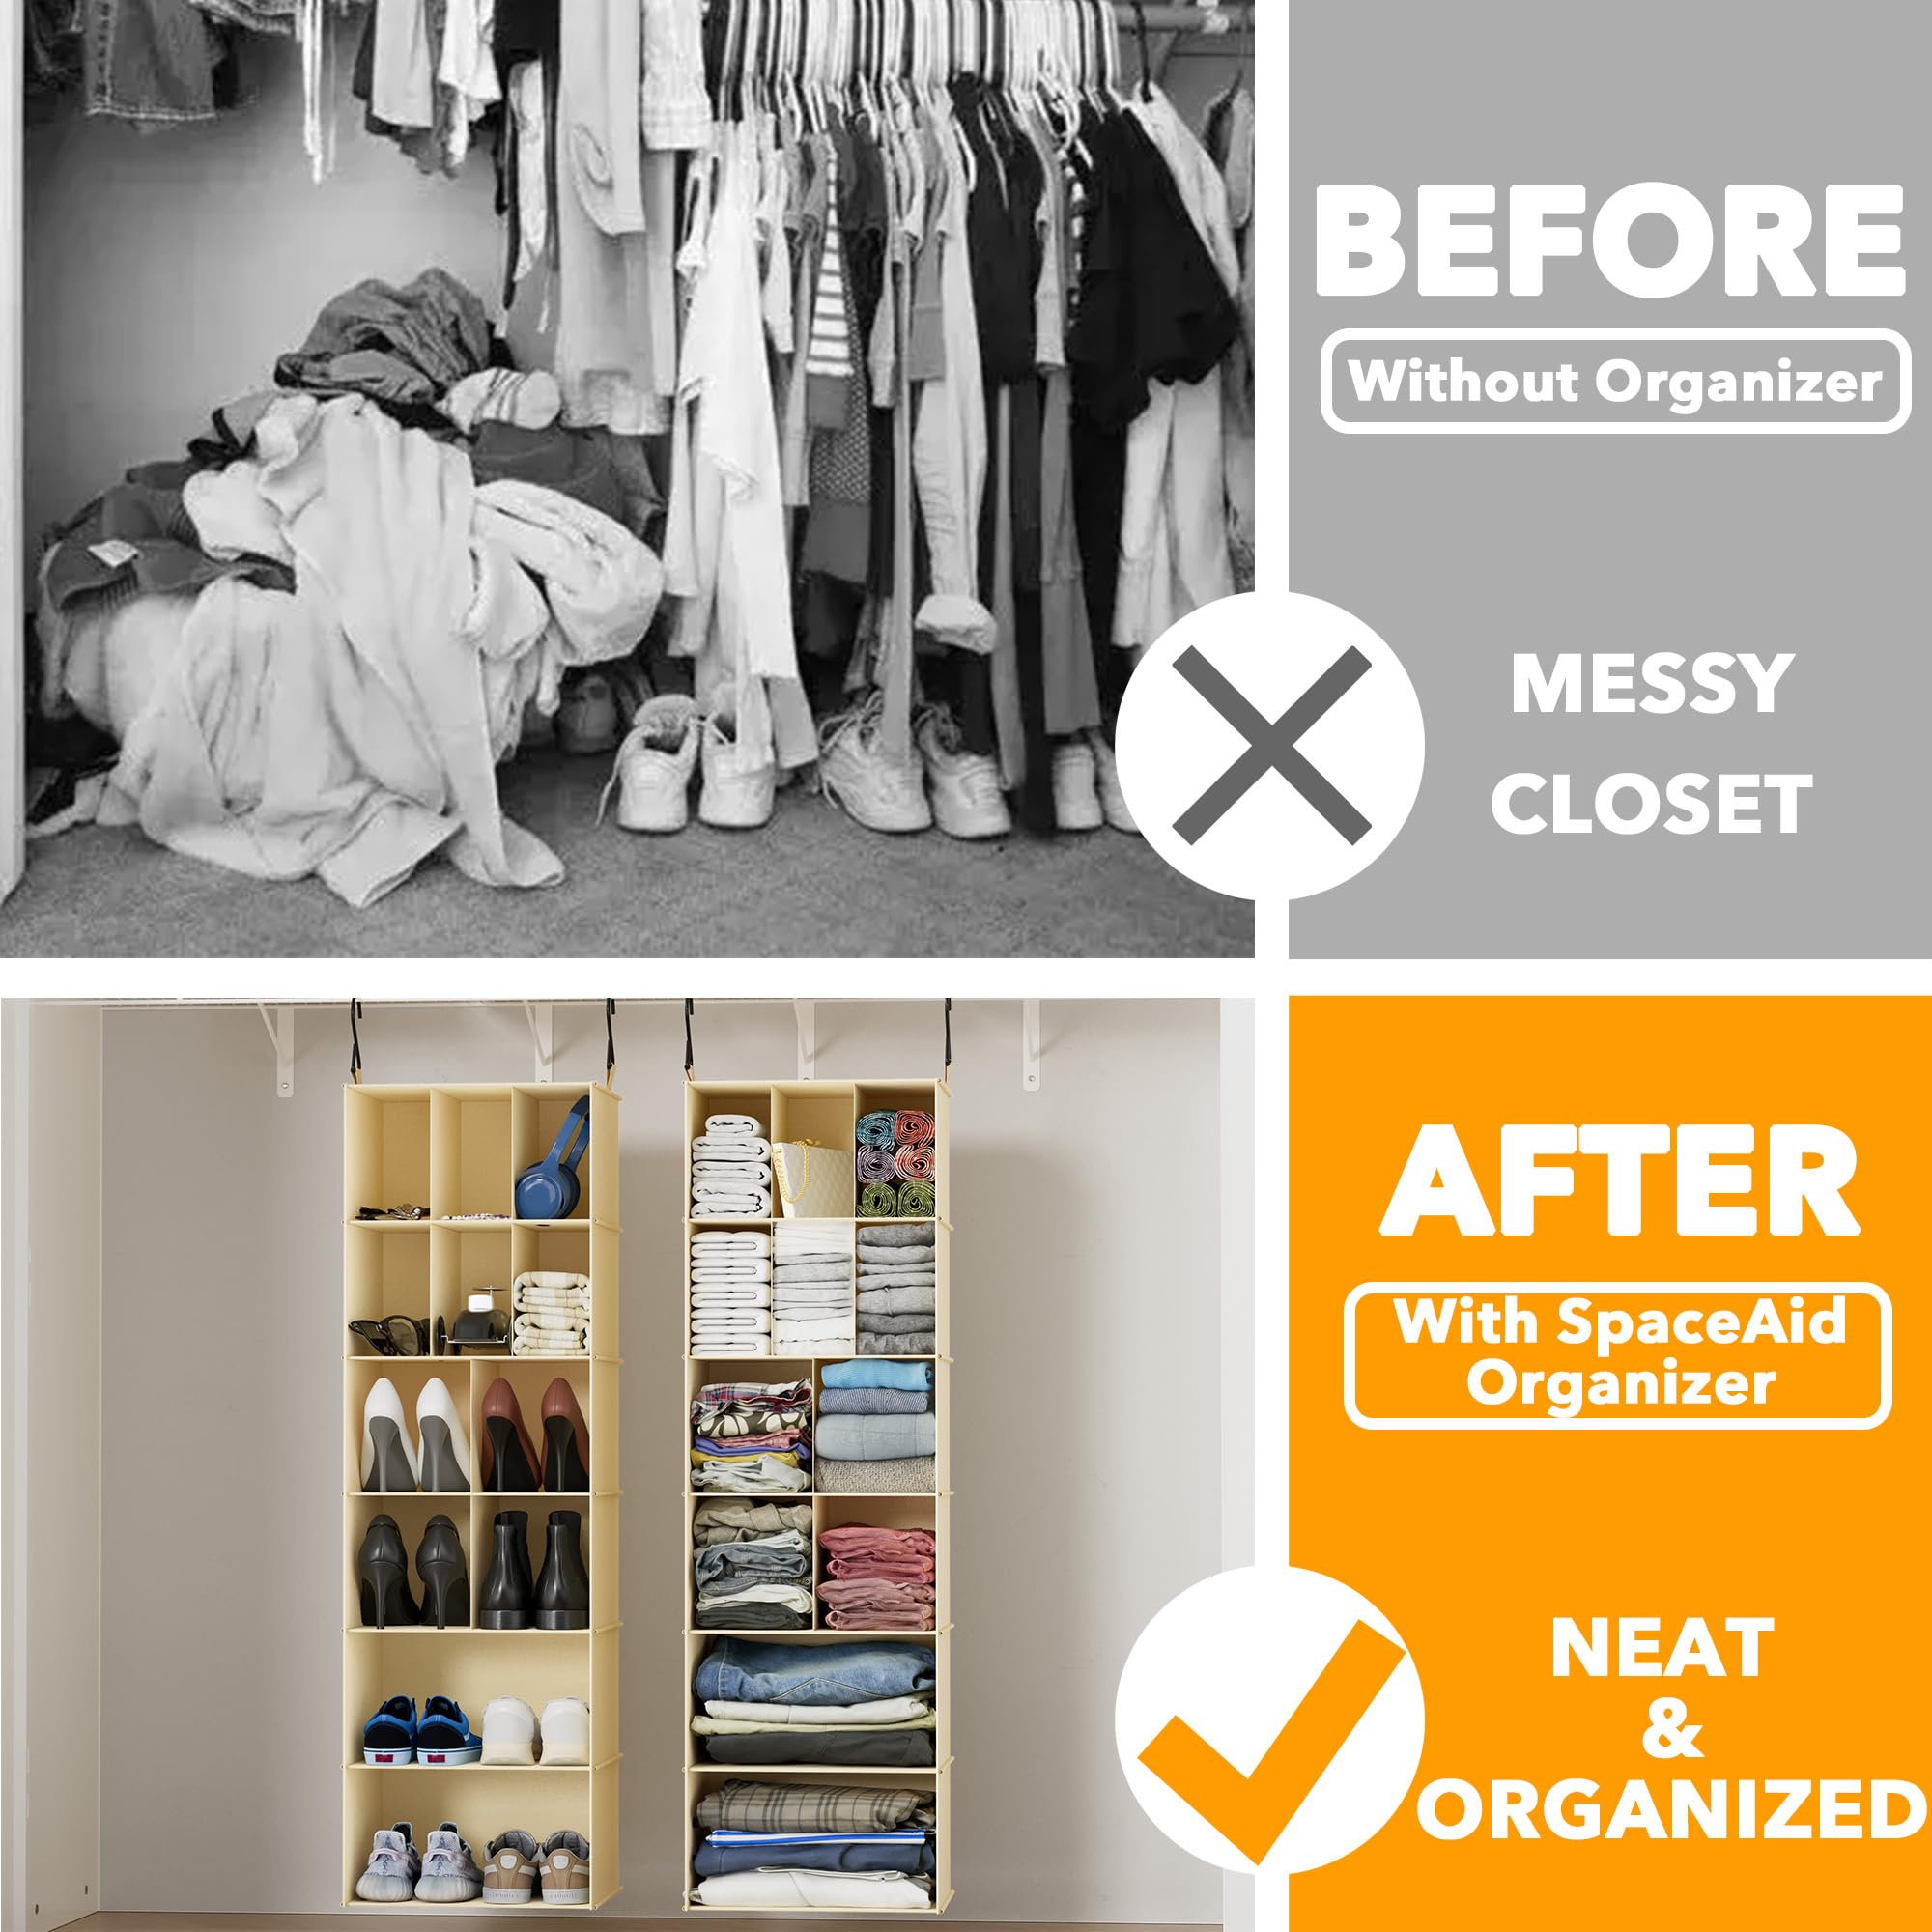 BEFORE
Without Organizer
MESSY
CLOSET
AFTER
With SpaceAid
Organizer
NEAT
&
ORGANIZED